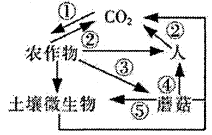 ① CO₂
农作物 ② ② 人
③
土壤微生物 ⑤ ④ 蘑菇